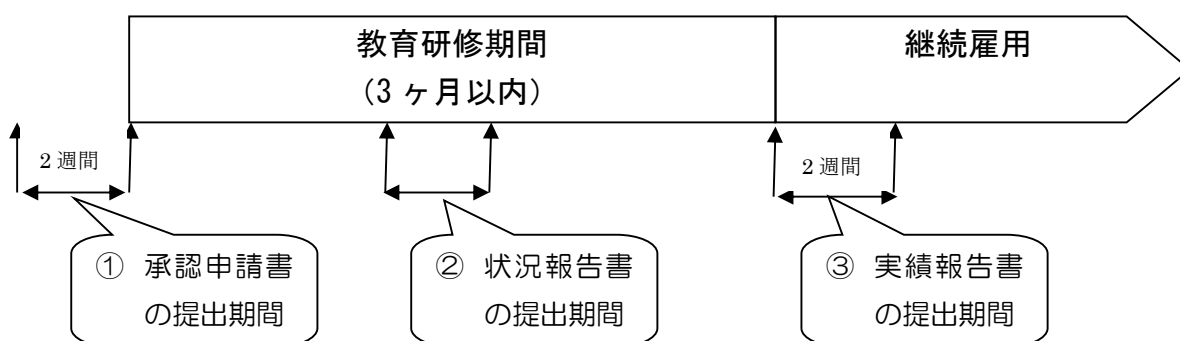 教育研修期間
(3ヶ月以内)
継続雇用
2週間
2週間
① 承認申請書
の提出期間
② 状況報告書
の提出期間
③ 実績報告書
の提出期間